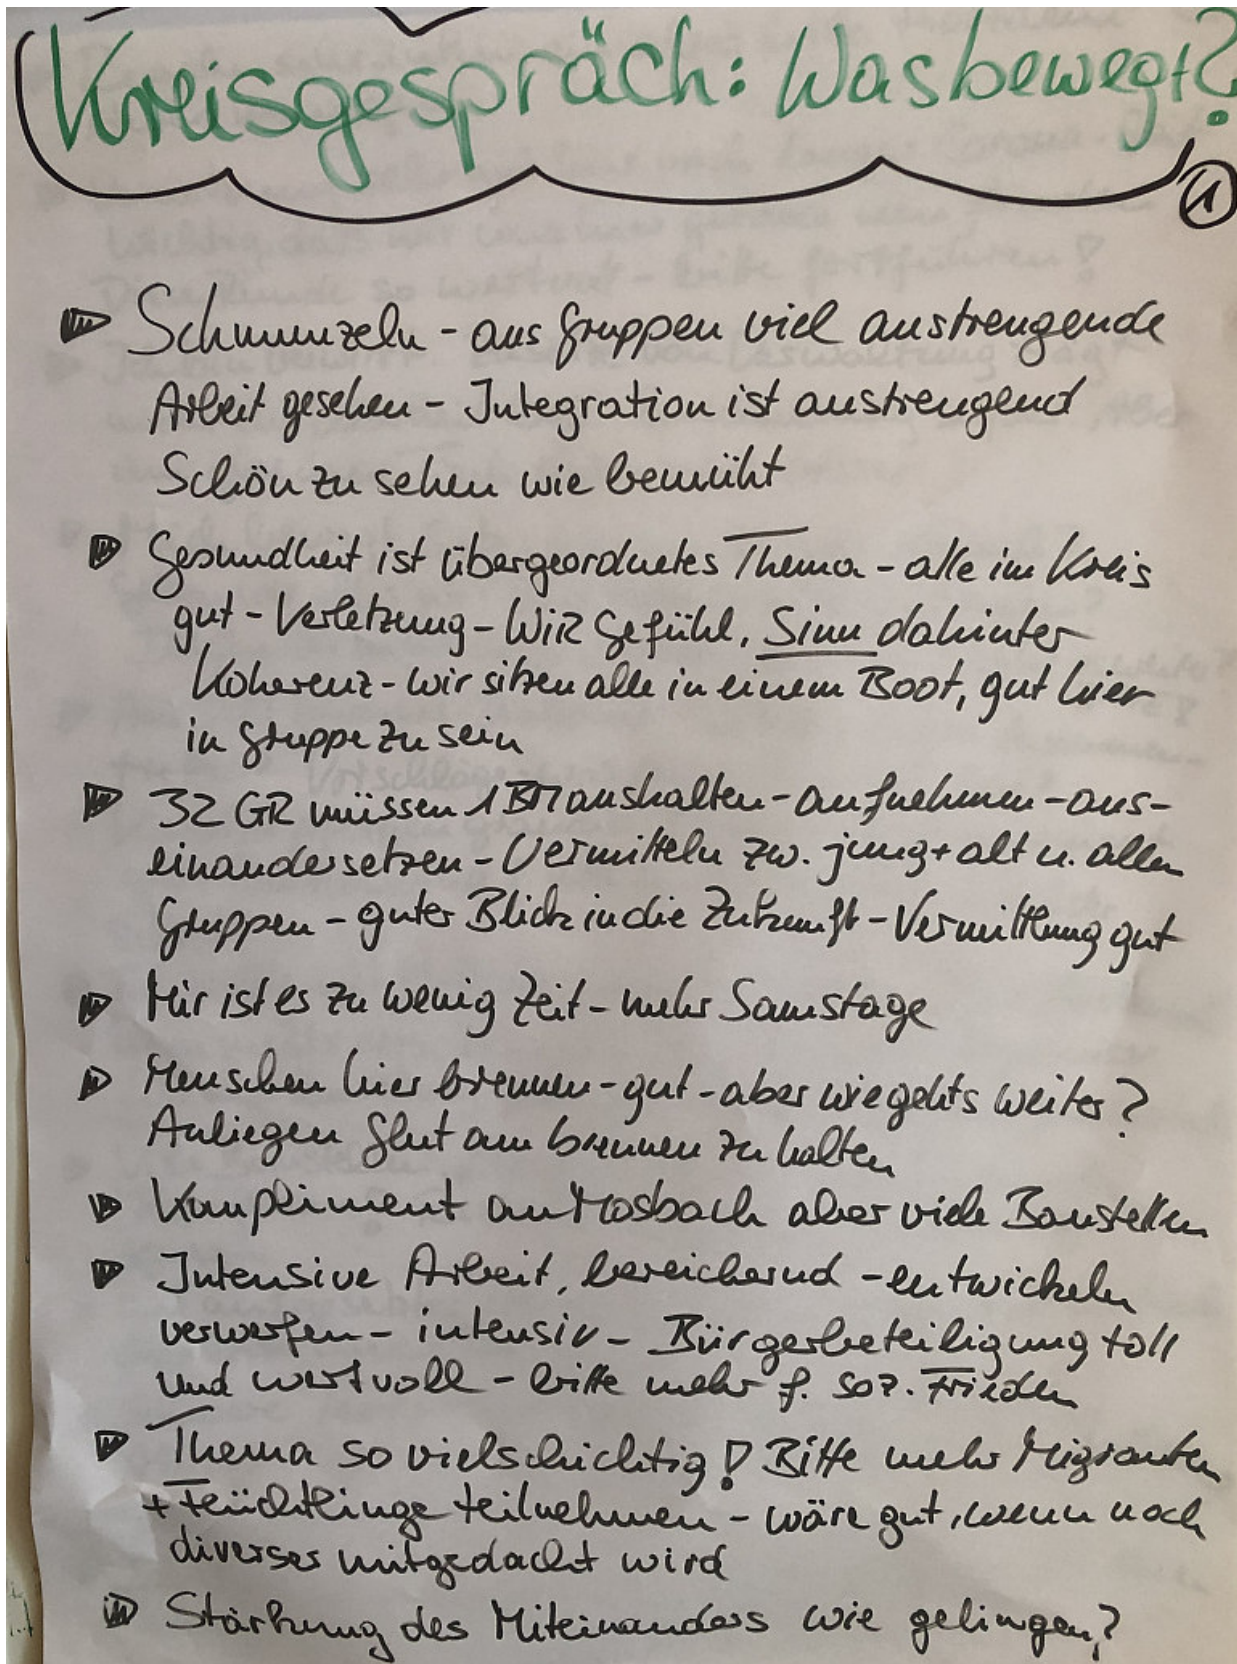 Kreisgespräch: Was bewegt?
1
Schmunzeln - aus Gruppen viel anstrengende
Arbeit gesehen - Integration ist anstrengend
Schön zu sehen wie bemüht
Gesundheit ist übergeordnetes Thema - alle im Kreis
gut - Verletzung - WIR Gefühl, Sinn dahinter
Kohärenz - wir sitzen alle in einem Boot, gut hier
in Gruppe zu sein
32 GR müssen 1 BM aushalten - aufnehmen - aus-
einandersetzen - Vermitteln zw. jung + alt u. allen
Gruppen - guter Blick in die Zukunft - Vermittlung gut
Mir ist es zu wenig Zeit - mehr Samstage
Menschen hier brennen - gut - aber wie gehts weiter?
Anliegen Glut am brennen zu halten
Kompliment an Mosbach aber viele Baustellen
Intensive Arbeit, bereichernd - entwickeln
verwerfen - intensiv - Bürgerbeteiligung toll
und wertvoll - bitte mehr f. soz. Frieden
Thema so vielschichtig! Bitte mehr Migranten
+ Flüchtlinge teilnehmen - wäre gut, wenn noch
diverser mitgedacht wird
Stärkung des Miteinanders wie gelingen?